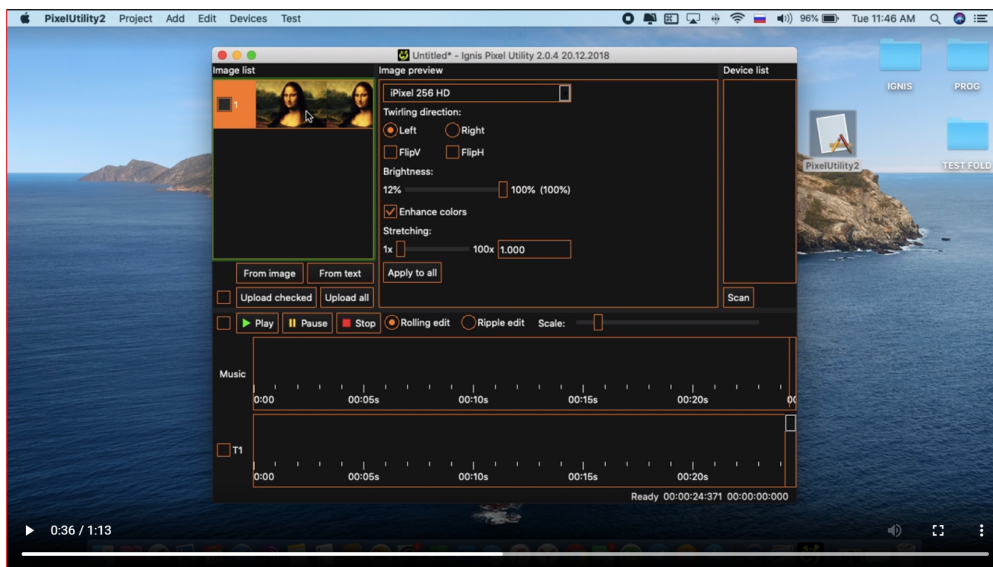 PixelUtility2 Project Add Edit Devices Test 96% Tue 11:46 AM
Untitled* - Ignis Pixel Utility 2.0.4 20.12.2018
Image list Image preview Device list
1
iPixel 256 HD
Twirling direction:
Left Right
FlipV FlipH
Brightness:
12% 100% (100%)
Enhance colors
Stretching:
1x 100x 1.000
From image From text Apply to all
Upload checked Upload all Scan
Play Pause Stop Rolling edit Ripple edit Scale:
Music
0:00 00:05s 00:10s 00:15s 00:20s
T1
0:00 00:05s 00:10s 00:15s 00:20s
Ready 00:00:24:371 00:00:00:000
IGNIS PROG
PixelUtility2 TEST FOLD
0:36 / 1:13